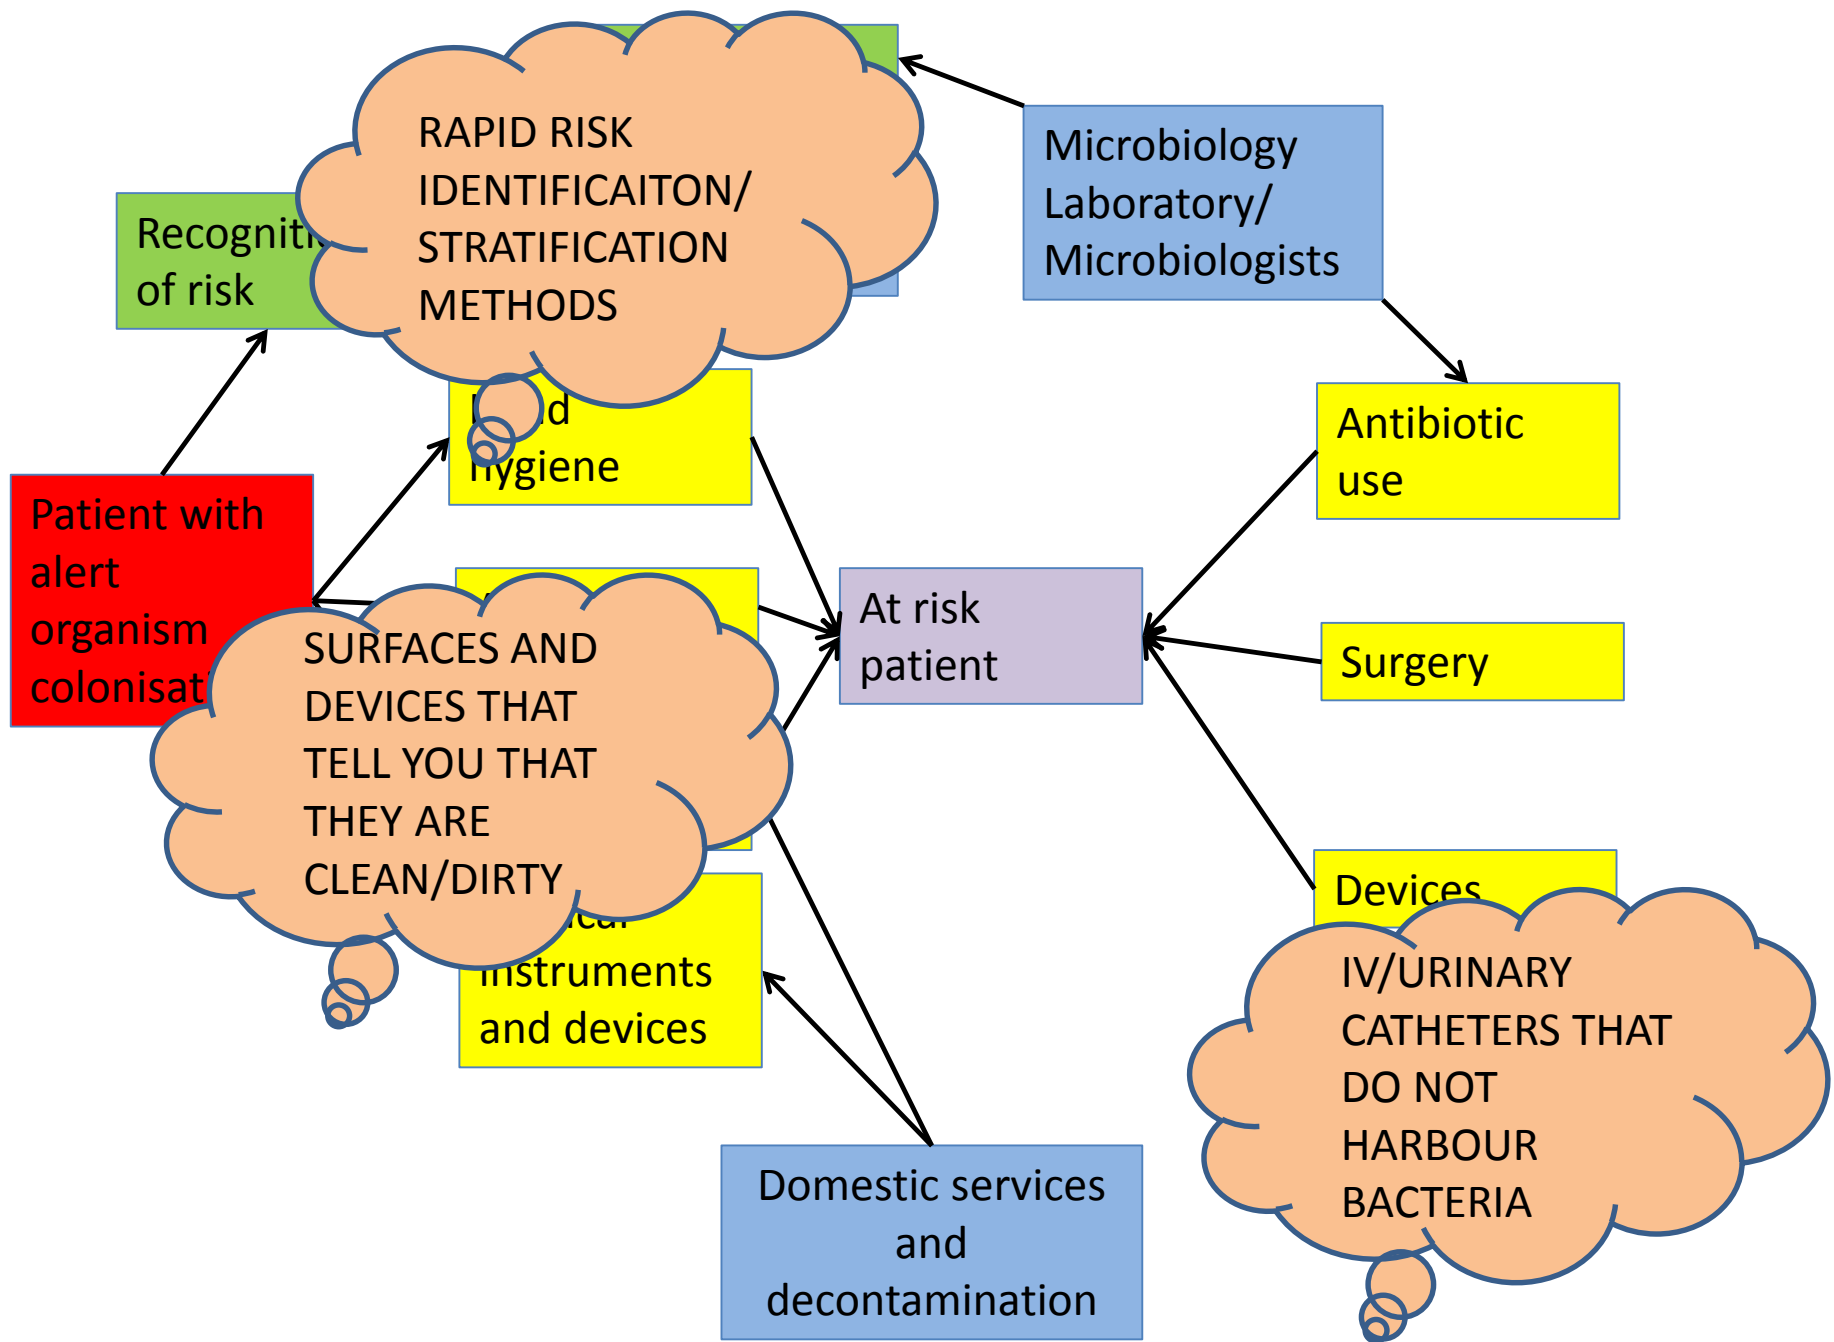 RAPID RISK
IDENTIFICAITON/
STRATIFICATION
METHODS
Microbiology
Laboratory/
Microbiologists
of risk
hygiene
Antibiotic
use
Patient with
alert
organism
At risk
patient
SURFACES AND
DEVICES THAT
TELL YOU THAT
THEY ARE
CLEAN/DIRTY
Surgery
Devices
instruments
and devices
IV/URINARY
CATHETERS THAT
DO NOT
HARBOUR
BACTERIA
Domestic services
and
decontamination